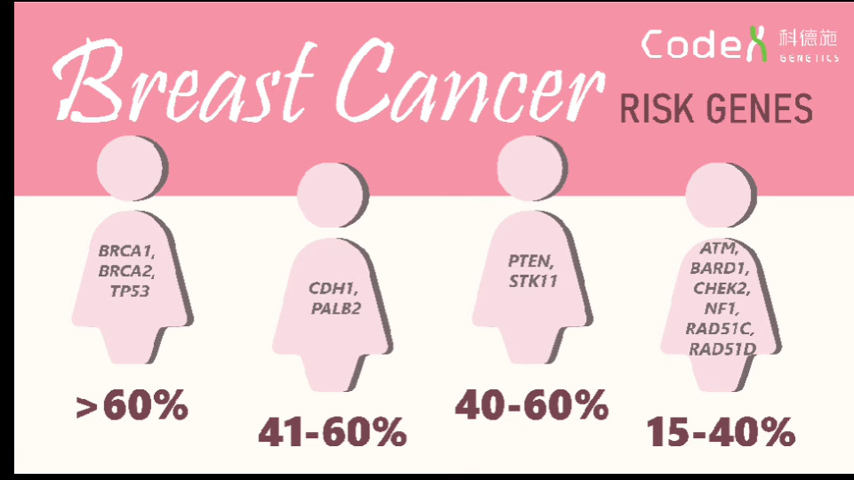 Breast Cancer
RISK GENES
CodeX 科德施
GENETICS
BRCA1,
BRCA2,
TP53
>60%
CDH1,
PALB2
41-60%
PTEN,
STK11
40-60%
ATM,
BARD1,
CHEK2,
NF1,
RAD51C,
RAD51D
15-40%